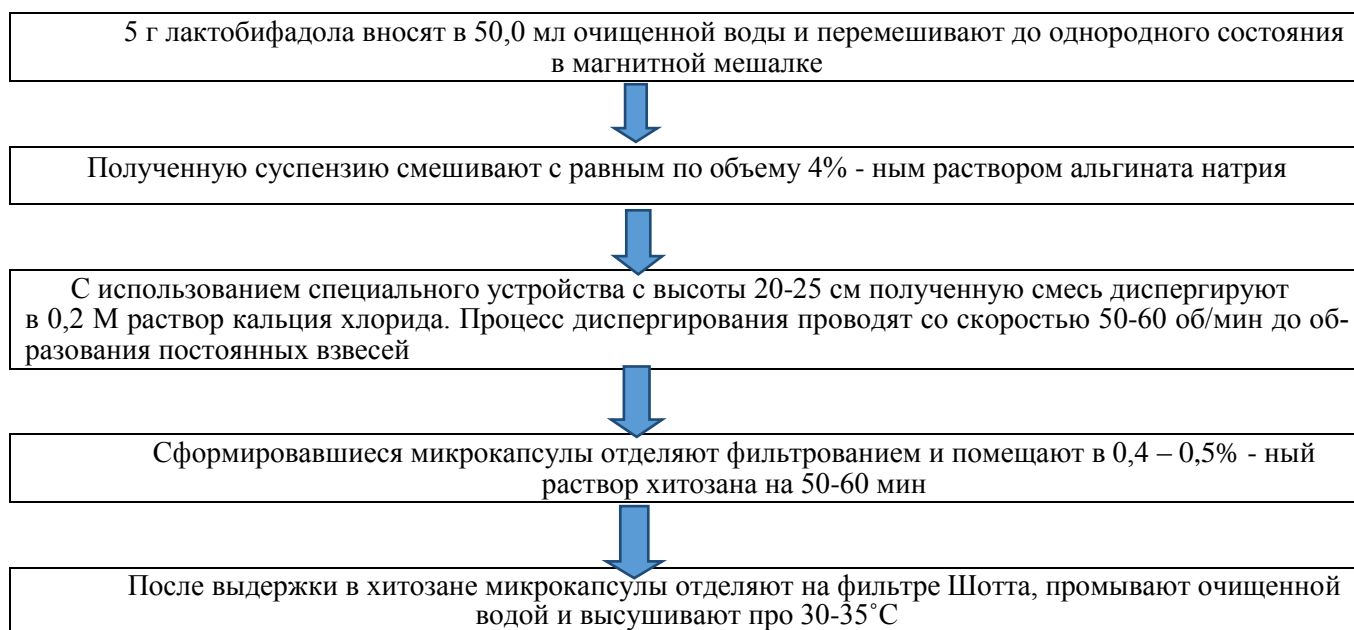 5 г лактобифадола вносят в 50,0 мл очищенной воды и перемешивают до однородного состояния
в магнитной мешалке
Полученную суспензию смешивают с равным по объему 4% - ным раствором альгината натрия
С использованием специального устройства с высоты 20-25 см полученную смесь диспергируют
в 0,2 М раствор кальция хлорида. Процесс диспергирования проводят со скоростью 50-60 об/мин до об-
разования постоянных взвесей
Сформировавшиеся микрокапсулы отделяют фильтрованием и помещают в 0,4 – 0,5% - ный
раствор хитозана на 50-60 мин
После выдержки в хитозане микрокапсулы отделяют на фильтре Шотта, промывают очищенной
водой и высушивают про 30-35˚С